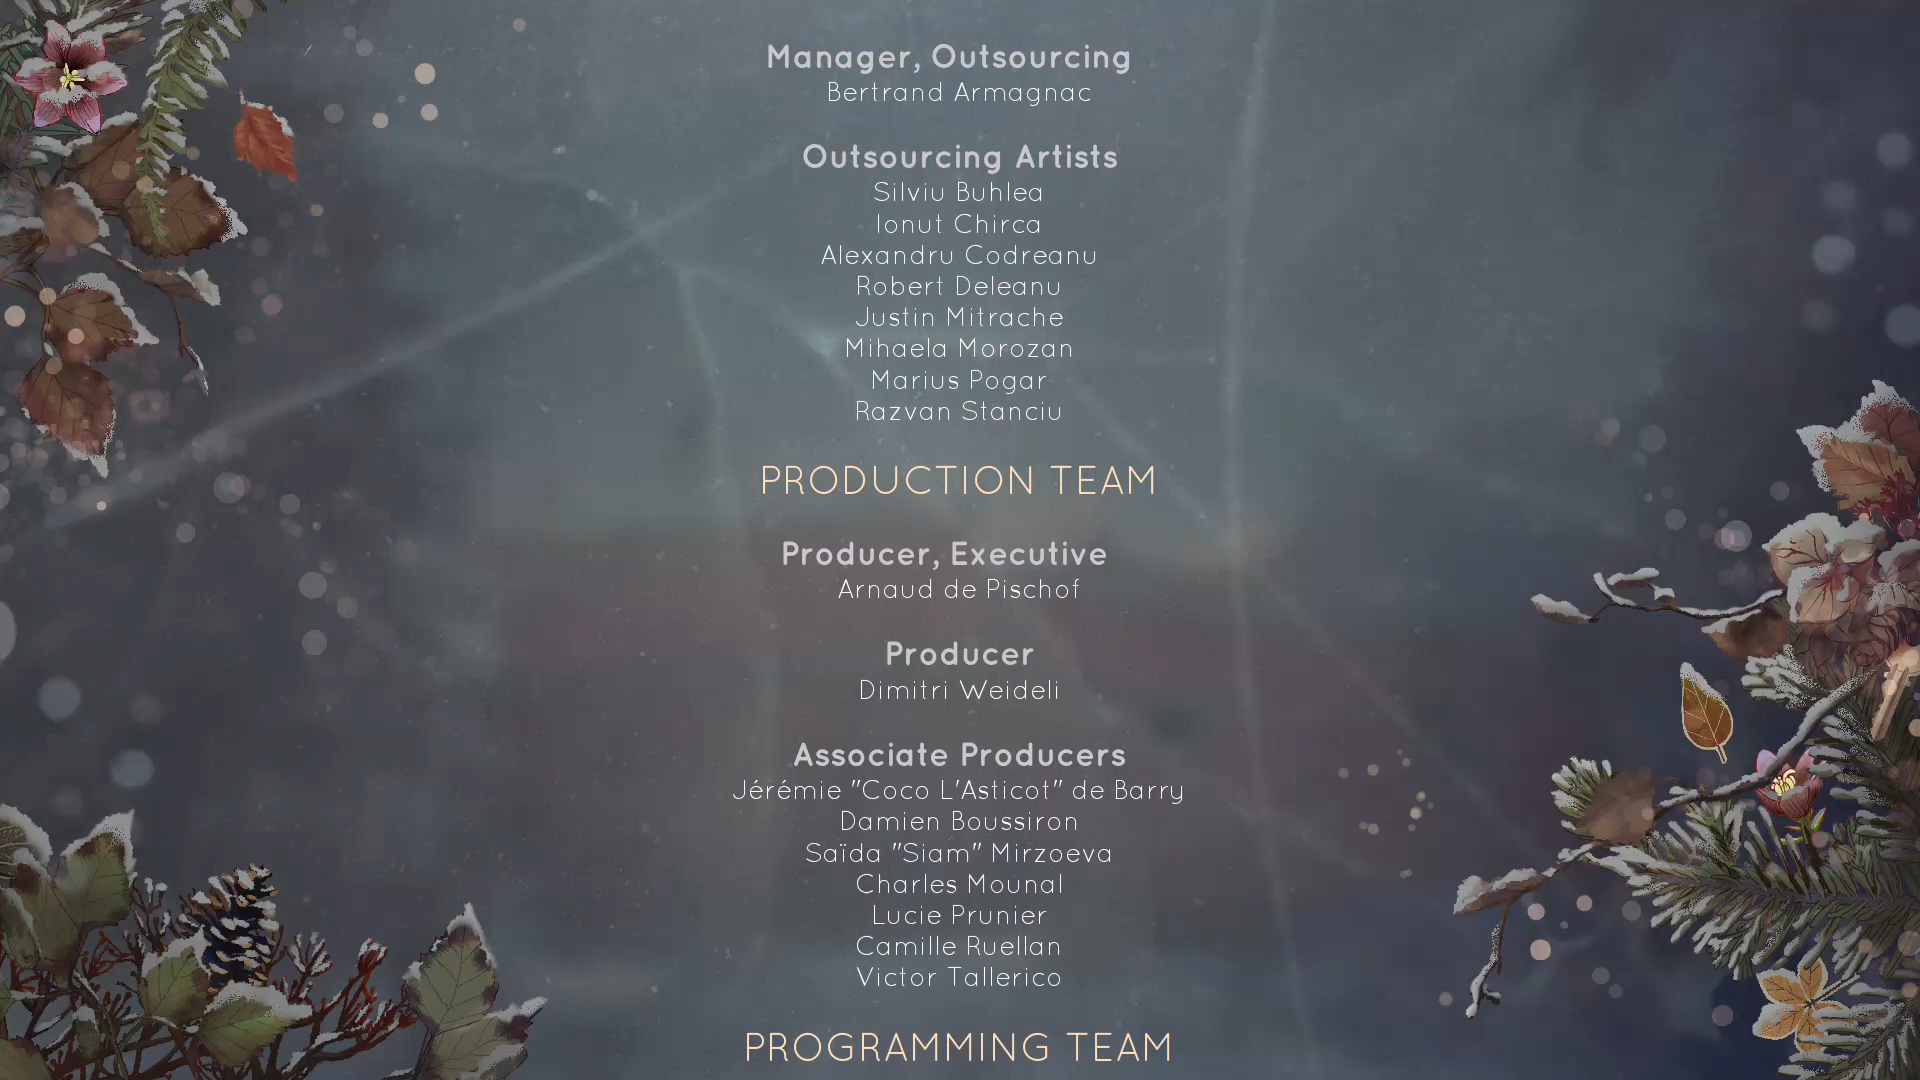 Manager, Outsourcing
Bertrand Armagnac
Outsourcing Artists
Silviu Buhlea
Ionut Chirca
Alexandru Codreanu
Robert Deleanu
Justin Mitrache
Mihaela Morozan
Marius Pogar
Razvan Stanciu
PRODUCTION TEAM
Producer, Executive
Arnaud de Pischof
Producer
Dimitri Weideli
Associate Producers
Jérémie "Coco L'Asticot" de Barry
Damien Boussiron
Saïda "Siam" Mirzoeva
Charles Mounal
Lucie Prunier
Camille Ruellan
Victor Tallerico
PROGRAMMING TEAM